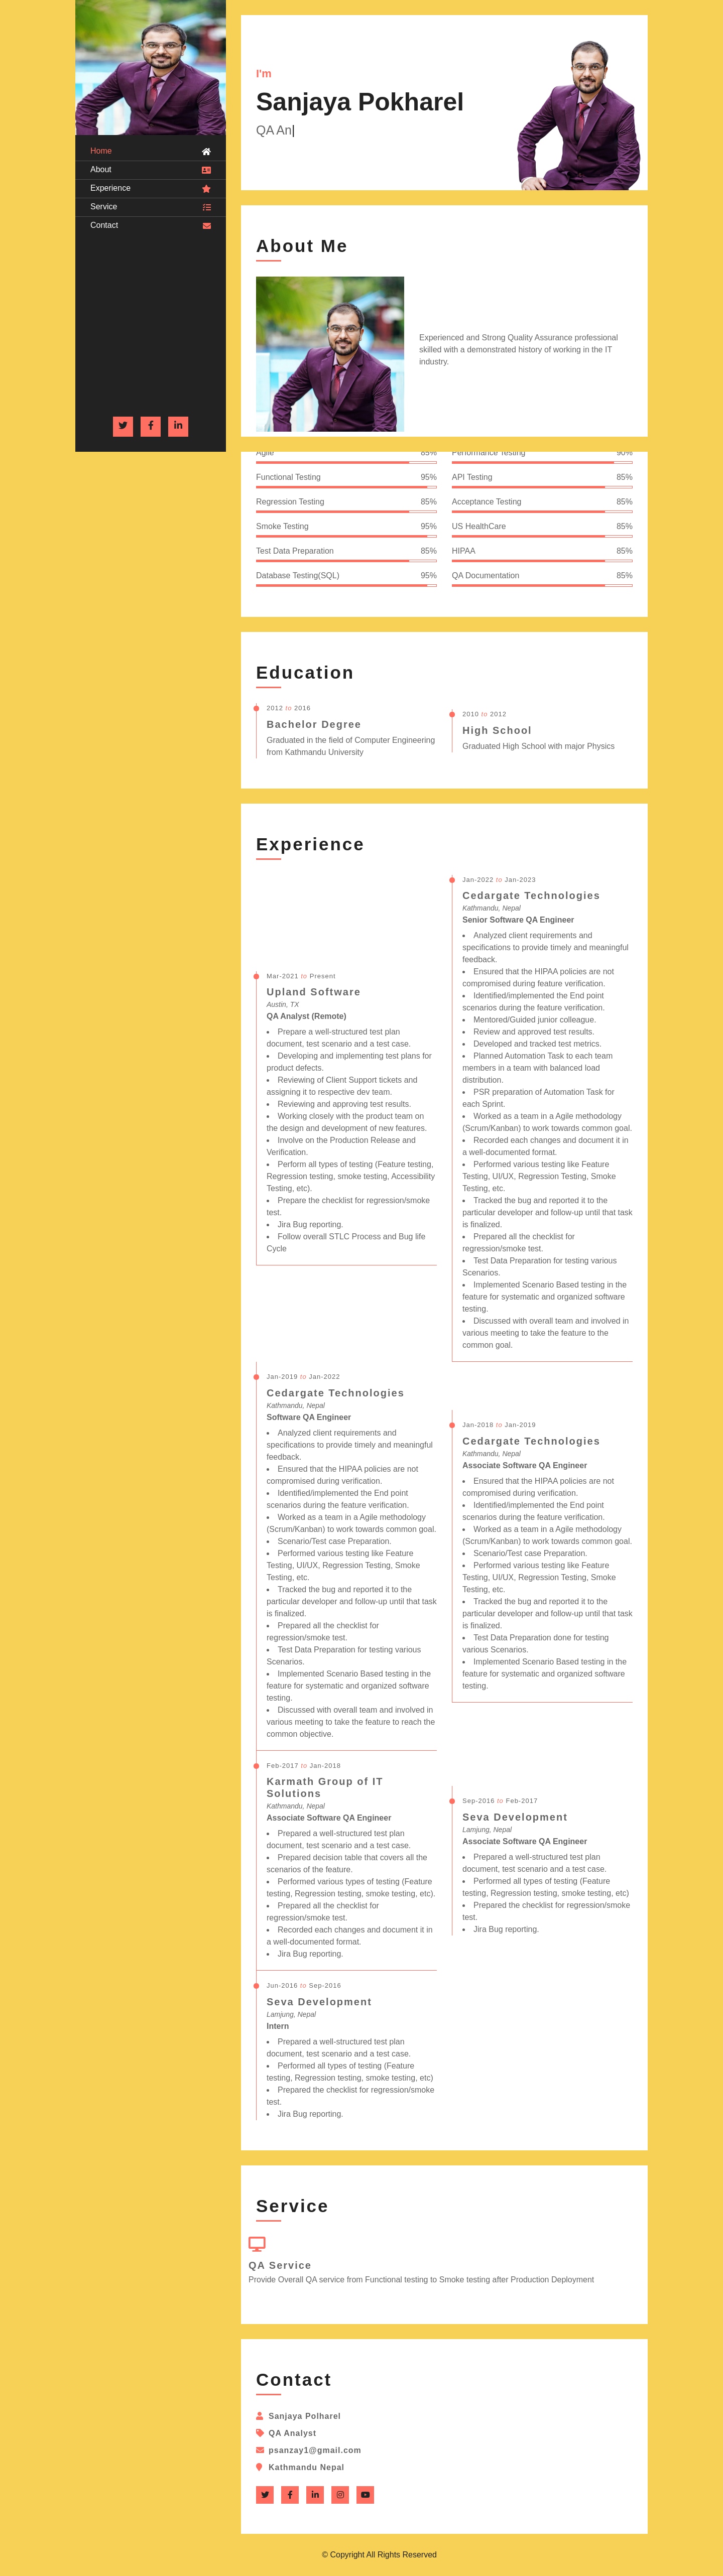 Home
About
Experience
Service
Contact
I'm
Sanjaya Pokharel
QA An
About Me
Experienced and Strong Quality Assurance professional
skilled with a demonstrated history of working in the IT
industry.
Agile 85%
Performance Testing 90%
Functional Testing 95%
API Testing 85%
Regression Testing 85%
Acceptance Testing 85%
Smoke Testing 95%
US HealthCare 85%
Test Data Preparation 85%
HIPAA 85%
Database Testing(SQL) 95%
QA Documentation 85%
Education
2012 to 2016
Bachelor Degree
Graduated in the field of Computer Engineering
from Kathmandu University
2010 to 2012
High School
Graduated High School with major Physics
Experience
Mar-2021 to Present
Upland Software
Austin, TX
QA Analyst (Remote)
• Prepare a well-structured test plan
document, test scenario and a test case.
• Developing and implementing test plans for
product defects.
• Reviewing of Client Support tickets and
assigning it to respective dev team.
• Reviewing and approving test results.
• Working closely with the product team on
the design and development of new features.
• Involve on the Production Release and
Verification.
• Perform all types of testing (Feature testing,
Regression testing, smoke testing, Accessibility
Testing, etc).
• Prepare the checklist for regression/smoke
test.
• Jira Bug reporting.
• Follow overall STLC Process and Bug life
Cycle
Jan-2022 to Jan-2023
Cedargate Technologies
Kathmandu, Nepal
Senior Software QA Engineer
• Analyzed client requirements and
specifications to provide timely and meaningful
feedback.
• Ensured that the HIPAA policies are not
compromised during feature verification.
• Identified/implemented the End point
scenarios during the feature verification.
• Mentored/Guided junior colleague.
• Review and approved test results.
• Developed and tracked test metrics.
• Planned Automation Task to each team
members in a team with balanced load
distribution.
• PSR preparation of Automation Task for
each Sprint.
• Worked as a team in a Agile methodology
(Scrum/Kanban) to work towards common goal.
• Recorded each changes and document it in
a well-documented format.
• Performed various testing like Feature
Testing, UI/UX, Regression Testing, Smoke
Testing, etc.
• Tracked the bug and reported it to the
particular developer and follow-up until that task
is finalized.
• Prepared all the checklist for
regression/smoke test.
• Test Data Preparation for testing various
Scenarios.
• Implemented Scenario Based testing in the
feature for systematic and organized software
testing.
• Discussed with overall team and involved in
various meeting to take the feature to the
common goal.
Jan-2019 to Jan-2022
Cedargate Technologies
Kathmandu, Nepal
Software QA Engineer
• Analyzed client requirements and
specifications to provide timely and meaningful
feedback.
• Ensured that the HIPAA policies are not
compromised during verification.
• Identified/implemented the End point
scenarios during the feature verification.
• Worked as a team in a Agile methodology
(Scrum/Kanban) to work towards common goal.
• Scenario/Test case Preparation.
• Performed various testing like Feature
Testing, UI/UX, Regression Testing, Smoke
Testing, etc.
• Tracked the bug and reported it to the
particular developer and follow-up until that task
is finalized.
• Prepared all the checklist for
regression/smoke test.
• Test Data Preparation for testing various
Scenarios.
• Implemented Scenario Based testing in the
feature for systematic and organized software
testing.
• Discussed with overall team and involved in
various meeting to take the feature to reach the
common objective.
Jan-2018 to Jan-2019
Cedargate Technologies
Kathmandu, Nepal
Associate Software QA Engineer
• Ensured that the HIPAA policies are not
compromised during verification.
• Identified/implemented the End point
scenarios during the feature verification.
• Worked as a team in a Agile methodology
(Scrum/Kanban) to work towards common goal.
• Scenario/Test case Preparation.
• Performed various testing like Feature
Testing, UI/UX, Regression Testing, Smoke
Testing, etc.
• Tracked the bug and reported it to the
particular developer and follow-up until that task
is finalized.
• Test Data Preparation done for testing
various Scenarios.
• Implemented Scenario Based testing in the
feature for systematic and organized software
testing.
Feb-2017 to Jan-2018
Karmath Group of IT
Solutions
Kathmandu, Nepal
Associate Software QA Engineer
• Prepared a well-structured test plan
document, test scenario and a test case.
• Prepared decision table that covers all the
scenarios of the feature.
• Performed various types of testing (Feature
testing, Regression testing, smoke testing, etc).
• Prepared all the checklist for
regression/smoke test.
• Recorded each changes and document it in
a well-documented format.
• Jira Bug reporting.
Sep-2016 to Feb-2017
Seva Development
Lamjung, Nepal
Associate Software QA Engineer
• Prepared a well-structured test plan
document, test scenario and a test case.
• Performed all types of testing (Feature
testing, Regression testing, smoke testing, etc)
• Prepared the checklist for regression/smoke
test.
• Jira Bug reporting.
Jun-2016 to Sep-2016
Seva Development
Lamjung, Nepal
Intern
• Prepared a well-structured test plan
document, test scenario and a test case.
• Performed all types of testing (Feature
testing, Regression testing, smoke testing, etc)
• Prepared the checklist for regression/smoke
test.
• Jira Bug reporting.
Service
QA Service
Provide Overall QA service from Functional testing to Smoke testing after Production Deployment
Contact
Sanjaya Polharel
QA Analyst
psanzay1@gmail.com
Kathmandu Nepal
© Copyright All Rights Reserved